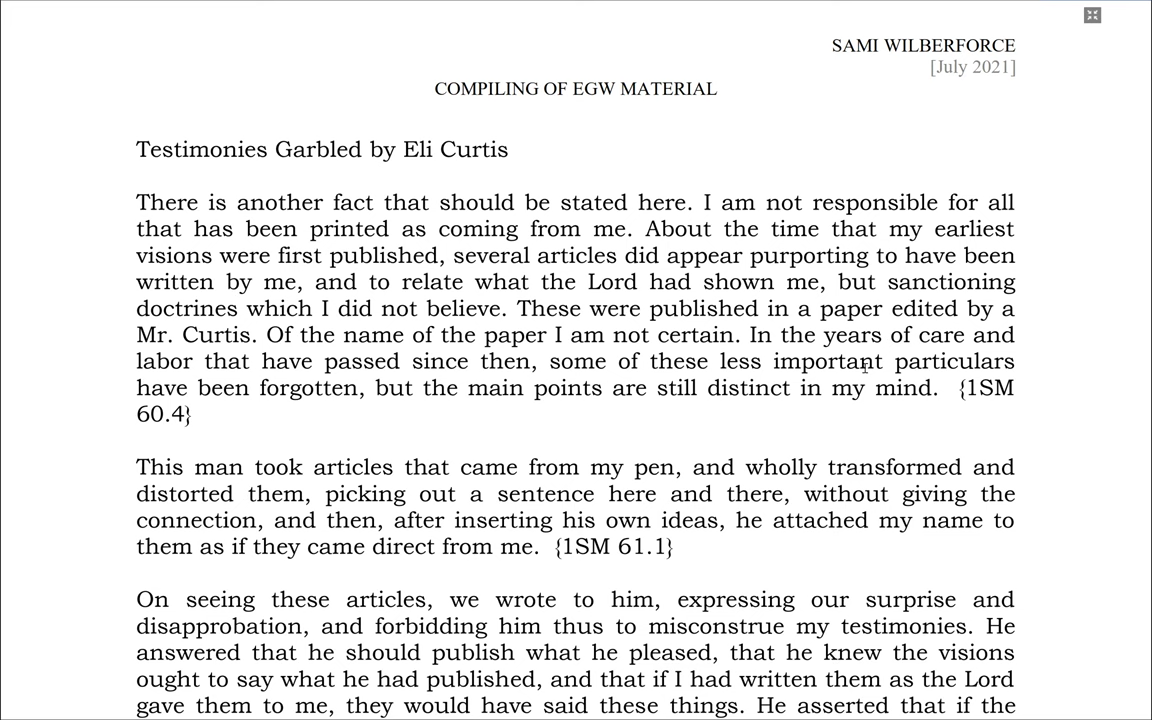 SAMI WILBERFORCE
[July 2021]
COMPILING OF EGW MATERIAL
Testimonies Garbled by Eli Curtis
There is another fact that should be stated here. I am not responsible for all
that has been printed as coming from me. About the time that my earliest
visions were first published, several articles did appear purporting to have been
written by me, and to relate what the Lord had shown me, but sanctioning
doctrines which I did not believe. These were published in a paper edited by a
Mr. Curtis. Of the name of the paper I am not certain. In the years of care and
labor that have passed since then, some of these less important particulars
have been forgotten, but the main points are still distinct in my mind. {1SM
60.4}
This man took articles that came from my pen, and wholly transformed and
distorted them, picking out a sentence here and there, without giving the
connection, and then, after inserting his own ideas, he attached my name to
them as if they came direct from me. {1SM 61.1}
On seeing these articles, we wrote to him, expressing our surprise and
disapprobation, and forbidding him thus to misconstrue my testimonies. He
answered that he should publish what he pleased, that he knew the visions
ought to say what he had published, and that if I had written them as the Lord
gave them to me, they would have said these things. He asserted that if the